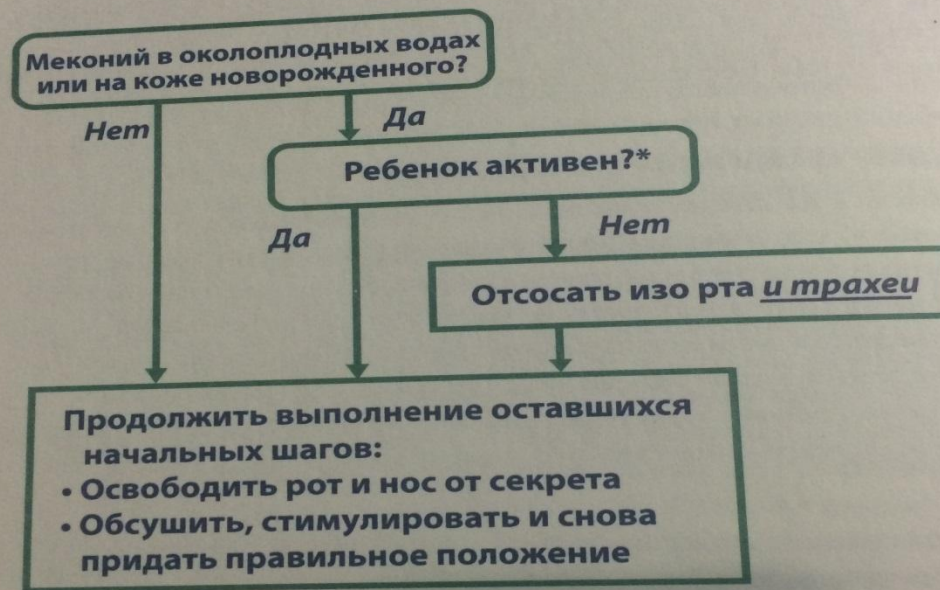 Меконий в околоплодных водах
или на коже новорожденного?
Нет
Да
Ребенок активен?*
Да
Нет
Отсосать изо рта и трахеи
Продолжить выполнение оставшихся
начальных шагов:
• Освободить рот и нос от секрета
• Обсушить, стимулировать и снова
придать правильное положение